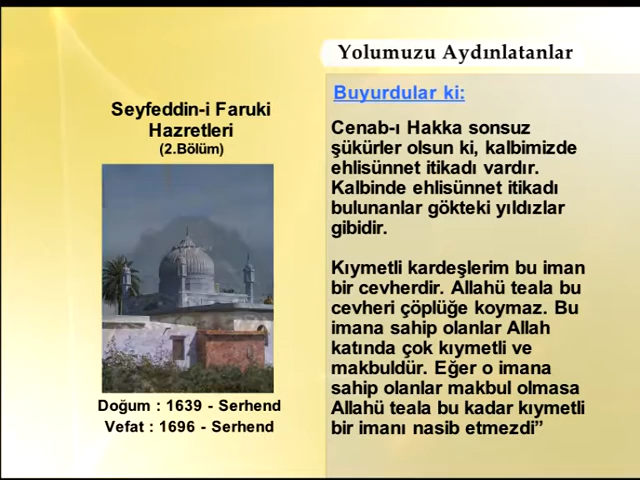 Yolumuzu Aydınlatanlar
Seyfeddin-i Faruki
Hazretleri
(2.Bölüm)
Doğum : 1639 - Serhend
Vefat : 1696 - Serhend
Buyurdular ki:
Cenab-ı Hakka sonsuz
şükürler olsun ki, kalbimizde
ehlisünnet itikadı vardır.
Kalbinde ehlisünnet itikadı
bulunanlar gökteki yıldızlar
gibidir.
Kıymetli kardeşlerim bu iman
bir cevherdir. Allahü teala bu
cevheri çöplüğe koymaz. Bu
imana sahip olanlar Allah
katında çok kıymetli ve
makbuldür. Eğer o imana
sahip olanlar makbul olmasa
Allahü teala bu kadar kıymetli
bir imanı nasib etmezdi”